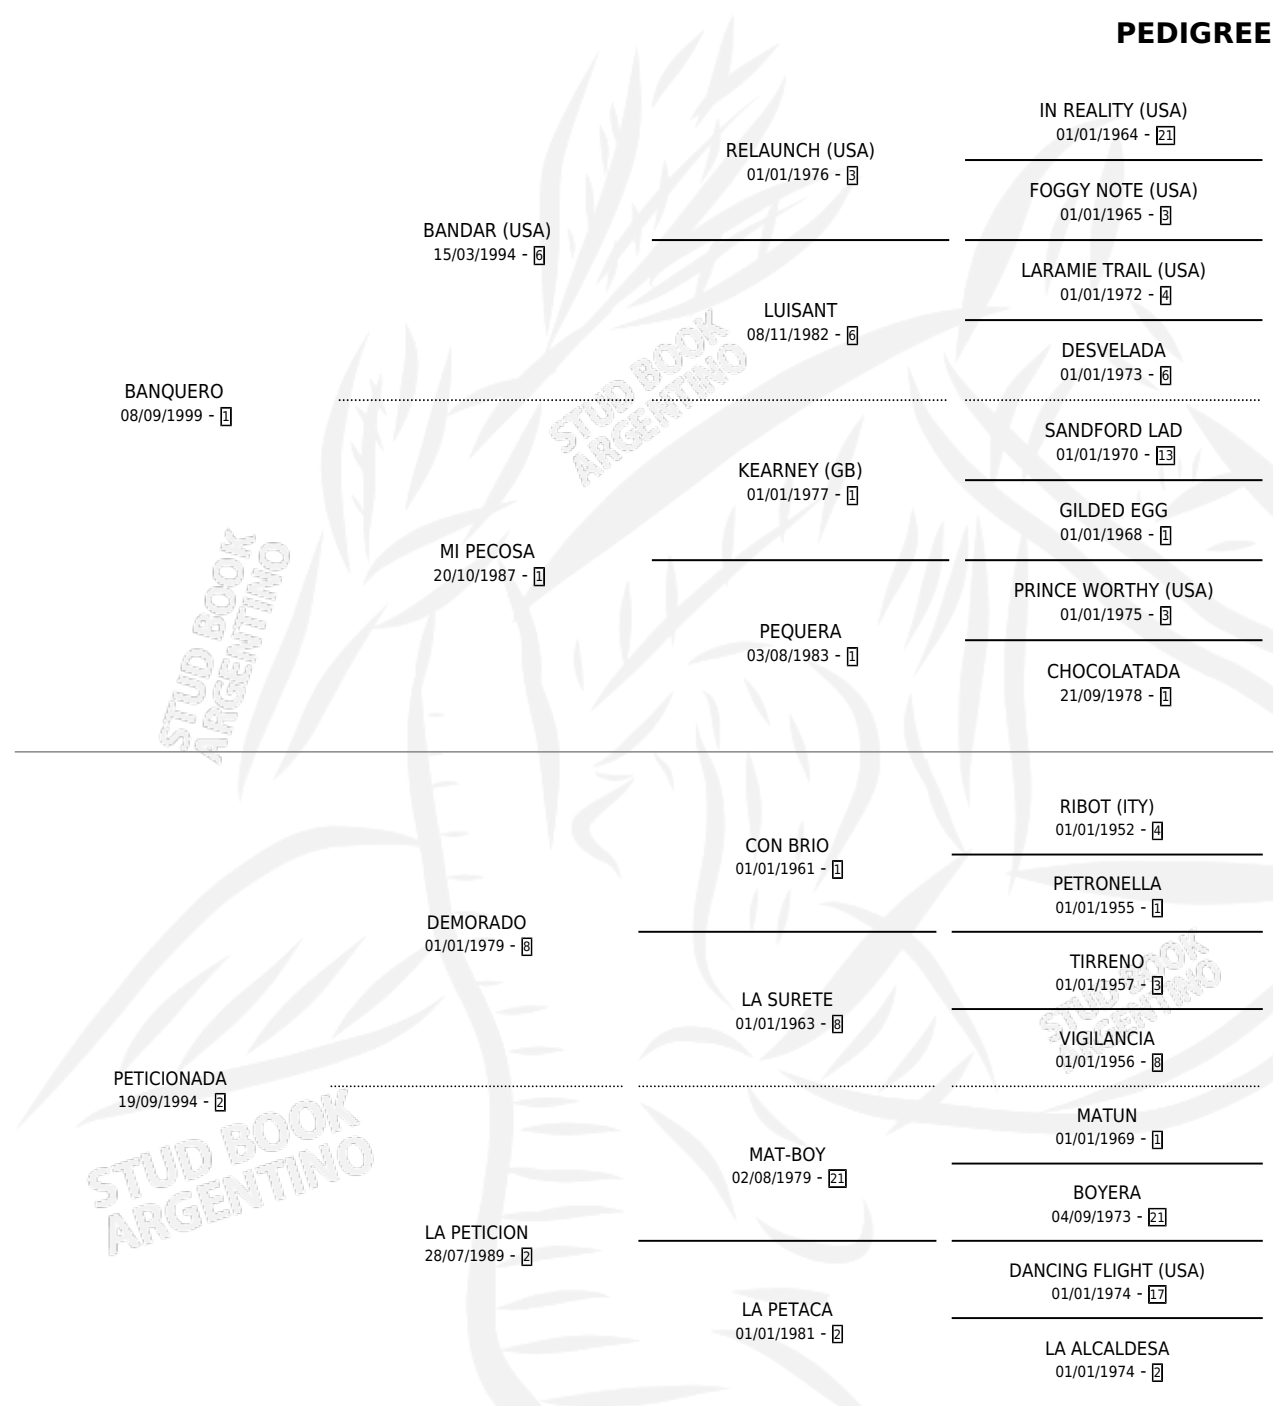 PEDIGREE
IN REALITY (USA)
01/01/1964 - 21
RELAUNCH (USA)
01/01/1976 - 3
FOGGY NOTE (USA)
01/01/1965 - 3
BANDAR (USA)
15/03/1994 - 6
LARAMIE TRAIL (USA)
01/01/1972 - 4
LUISANT
08/11/1982 - 6
DESVELADA
01/01/1973 - 6
BANQUERO
08/09/1999 - 1
SANDFORD LAD
01/01/1970 - 13
KEARNEY (GB)
01/01/1977 - 1
GILDED EGG
01/01/1968 - 1
MI PECOSA
20/10/1987 - 1
PRINCE WORTHY (USA)
01/01/1975 - 3
PEQUERA
03/08/1983 - 1
CHOCOLATADA
21/09/1978 - 1
RIBOT (ITY)
01/01/1952 - 4
CON BRIO
01/01/1961 - 1
PETRONELLA
01/01/1955 - 1
DEMORADO
01/01/1979 - 8
TIRRENO
01/01/1957 - 3
LA SURETE
01/01/1963 - 8
VIGILANCIA
01/01/1956 - 8
PETICIONADA
19/09/1994 - 2
MATUN
01/01/1969 - 1
MAT-BOY
02/08/1979 - 21
BOYERA
04/09/1973 - 21
LA PETICION
28/07/1989 - 2
DANCING FLIGHT (USA)
01/01/1974 - 17
LA PETACA
01/01/1981 - 2
LA ALCALDESA
01/01/1974 - 2
STUD BOOK
ARGENTINO
STUD BOOK
ARGENTINO
STUD BOOK
ARGENTINO
STUD BOOK
ARGENTINO